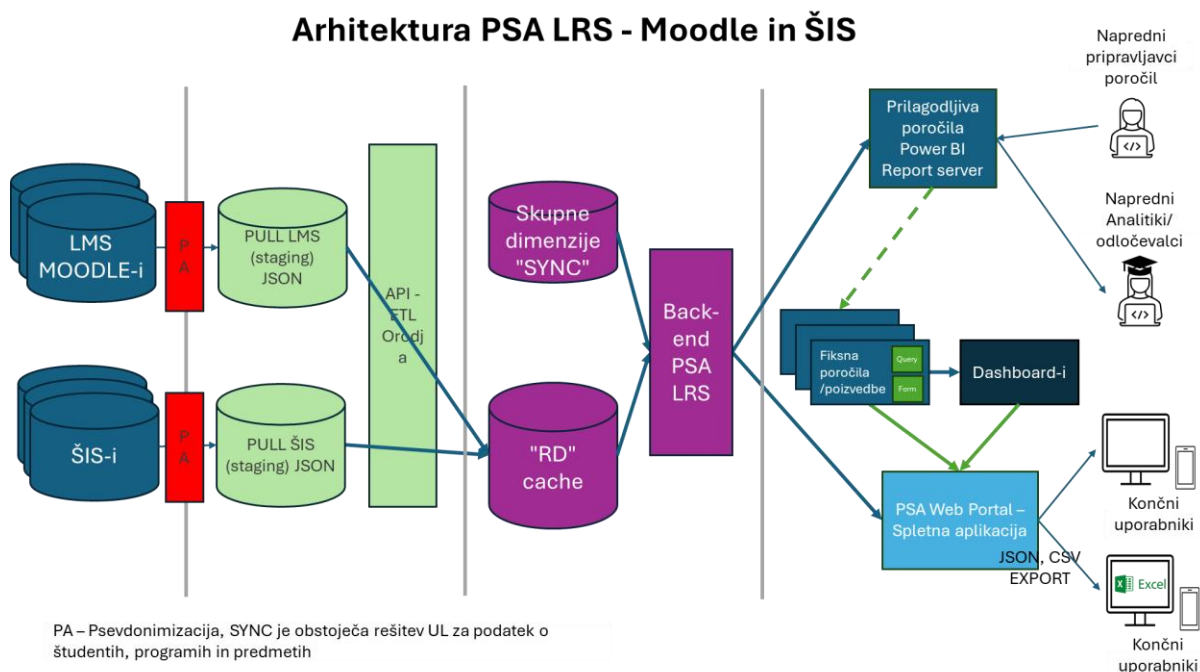 Arhitektura PSA LRS - Moodle in ŠIS
Napredni
pripravljavci
poročil
Prilagodljiva
poročila
Power BI
Report server
LMS
MOODLE-i
P
A
PULL LMS
(staging)
JSON
API -
ETL
Orodj
a
Skupne
dimenzije
"SYNC"
Napredni
Analitiki/
odločevalci
Back-
end
PSA
LRS
Fiksna
poročila
/poizvedbe
Query
Form
Dashboard-i
ŠIS-i
P
A
PULL ŠIS
(staging) JSON
"RD"
cache
PSA Web Portal –
Spletna aplikacija
JSON, CSV
EXPORT
Končni
uporabniki
Excel
Končni
uporabniki
PA – Psevdonimizacija, SYNC je obstoječa rešitev UL za podatek o
študentih, programih in predmetih